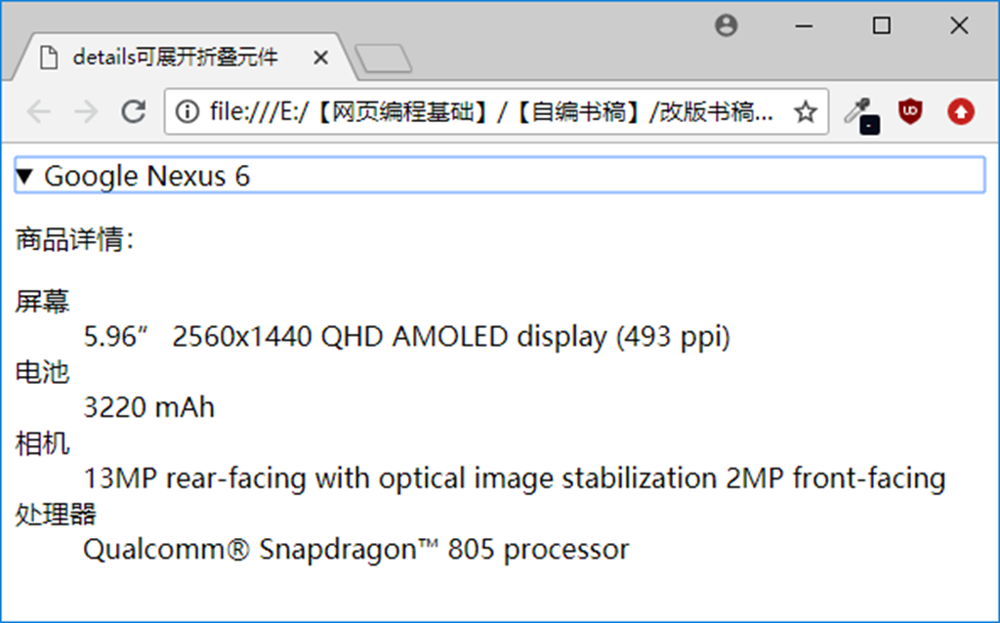 details可展开折叠元件
file:///E:/【网页编程基础】/【自编书稿】/改版书稿...
Google Nexus 6
商品详情：
屏幕
5.96″ 2560x1440 QHD AMOLED display (493 ppi)
电池
3220 mAh
相机
13MP rear-facing with optical image stabilization 2MP front-facing
处理器
Qualcomm® Snapdragon™ 805 processor